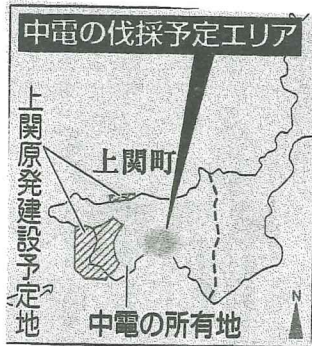 中電の伐採予定エリア
上関原発建設予定地
上関町
中電の所有地
N